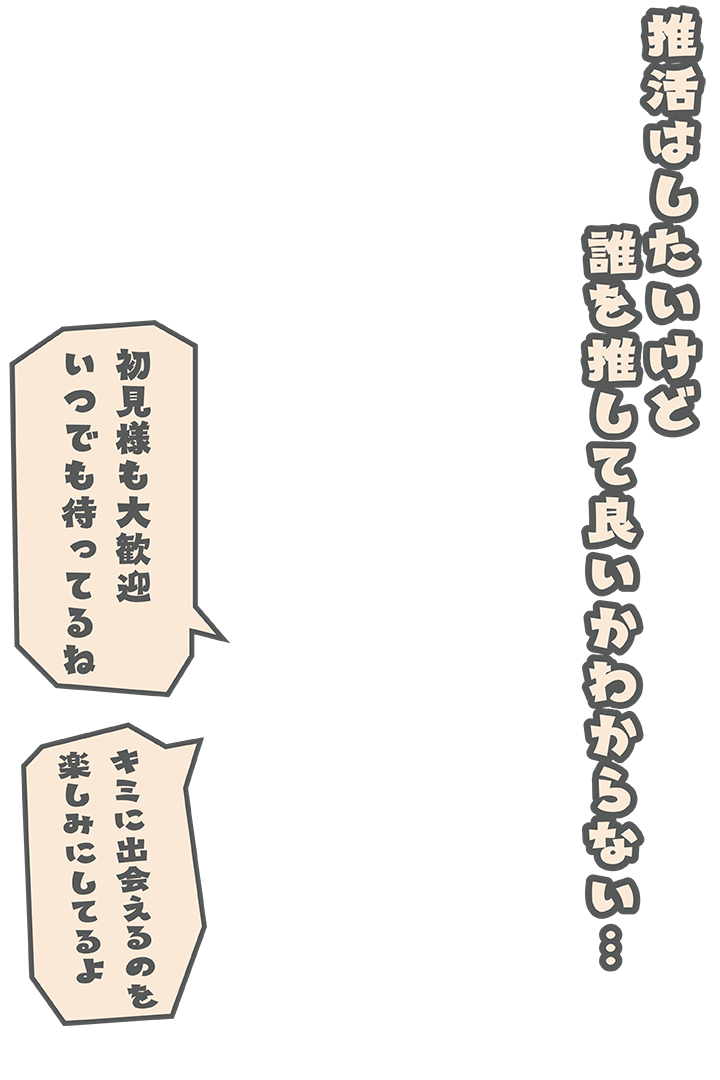 推活はしたいけど
誰を推して良いかわからない…
初見様も大歓迎
いつでも待ってるね
キミに出会えるのを
楽しみにしてるよ